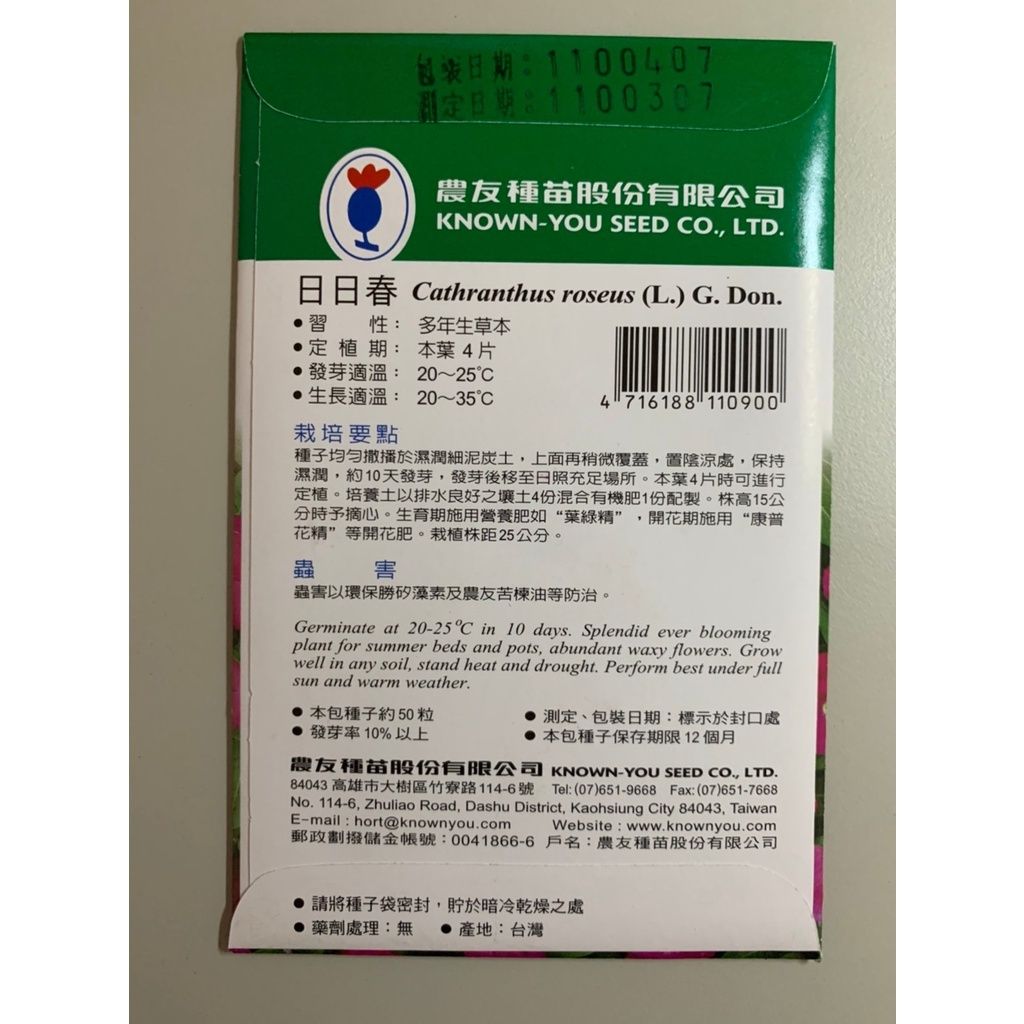 包裝日期：1100407
測定日期：1100307
農友種苗股份有限公司
KNOWN-YOU SEED CO., LTD.
日日春 Cathranthus roseus (L.) G. Don.
● 習　性： 多年生草本
● 定 植 期： 本葉 4 片
● 發芽適溫： 20～25℃
● 生長適溫： 20～35℃
4 716188 110900
栽培要點
種子均勻撒播於濕潤細泥炭土，上面再稍微覆蓋，置陰涼處，保持
濕潤，約10天發芽，發芽後移至日照充足場所。本葉4片時可進行
定植。培養土以排水良好之壤土4份混合有機肥1份配製。株高15公
分時予摘心。生育期施用營養肥如“葉綠精”，開花期施用“康普
花精”等開花肥。栽植株距25公分。
蟲　害
蟲害以環保勝矽藻素及農友苦楝油等防治。
Germinate at 20-25℃ in 10 days. Splendid ever blooming
plant for summer beds and pots, abundant waxy flowers. Grow
well in any soil, stand heat and drought. Perform best under full
sun and warm weather.
● 本包種子約50粒　● 測定、包裝日期：標示於封口處
● 發芽率10%以上　● 本包種子保存期限12個月
農友種苗股份有限公司 KNOWN-YOU SEED CO., LTD.
84043 高雄市大樹區竹寮路114-6號　Tel:(07)651-9668　Fax:(07)651-7668
No. 114-6, Zhuliao Road, Dashu District, Kaohsiung City 84043, Taiwan
E-mail : hort@knownyou.com　Website : www.knownyou.com
郵政劃撥儲金帳號：0041866-6 戶名：農友種苗股份有限公司
● 請將種子袋密封，貯於暗冷乾燥之處
● 藥劑處理：無　● 產地：台灣